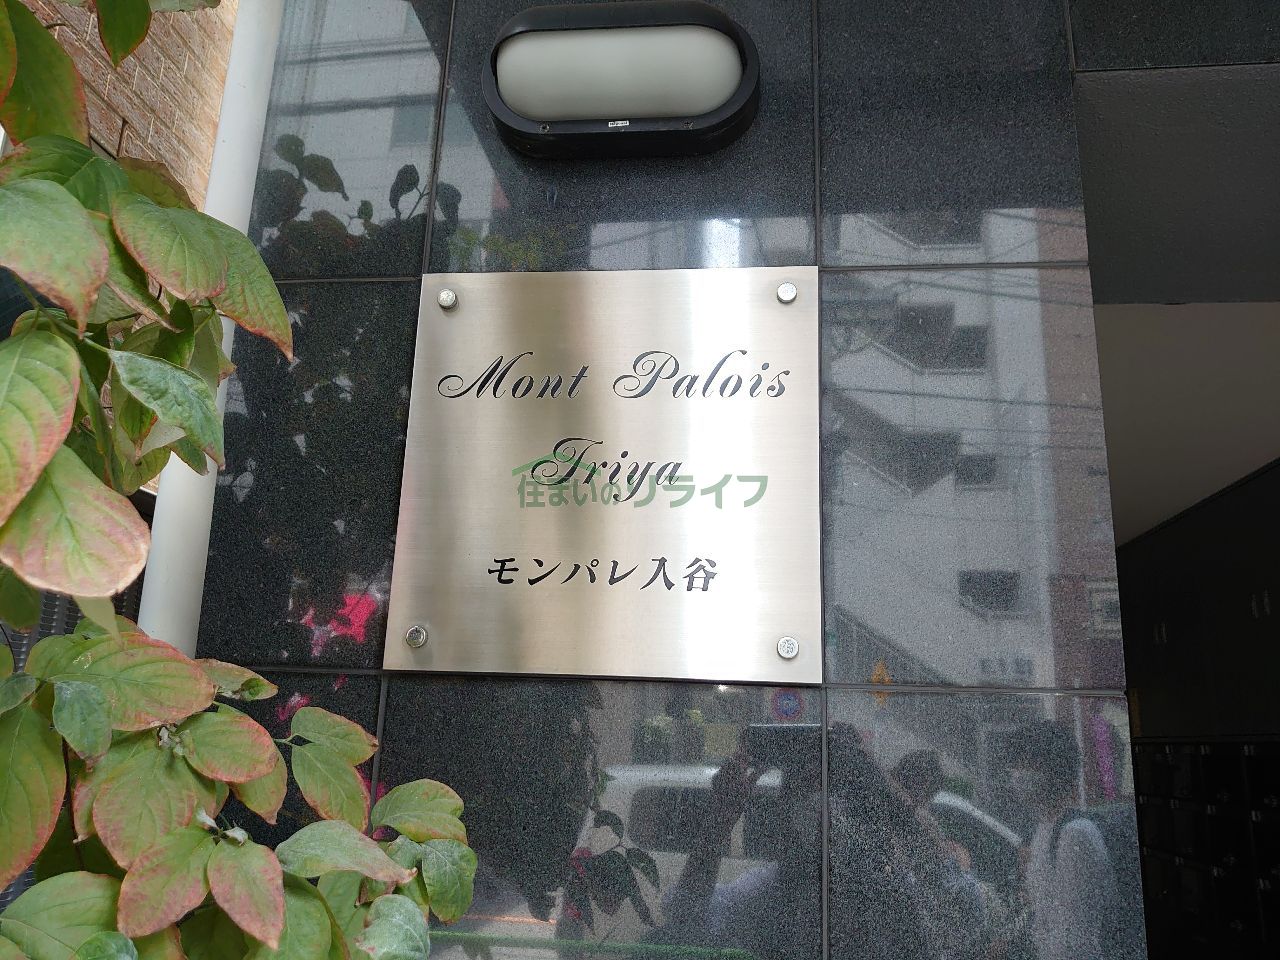 Mont Palois
Iriya
住まいのリライフ
モンパレ入谷